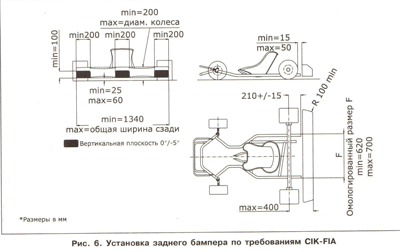 min=200
max=диам. колеса
min200 min200 min200
min=100
min=25
max=60
min=1340
max=общая ширина сзади
Вертикальная плоскость 0°/-5°
min=15
max=50
210+/-15
R 100 min
F
Омологированный размер F
min=620
max=700
max=400
*Размеры в мм
Рис. 6. Установка заднего бампера по требованиям CIK-FIA